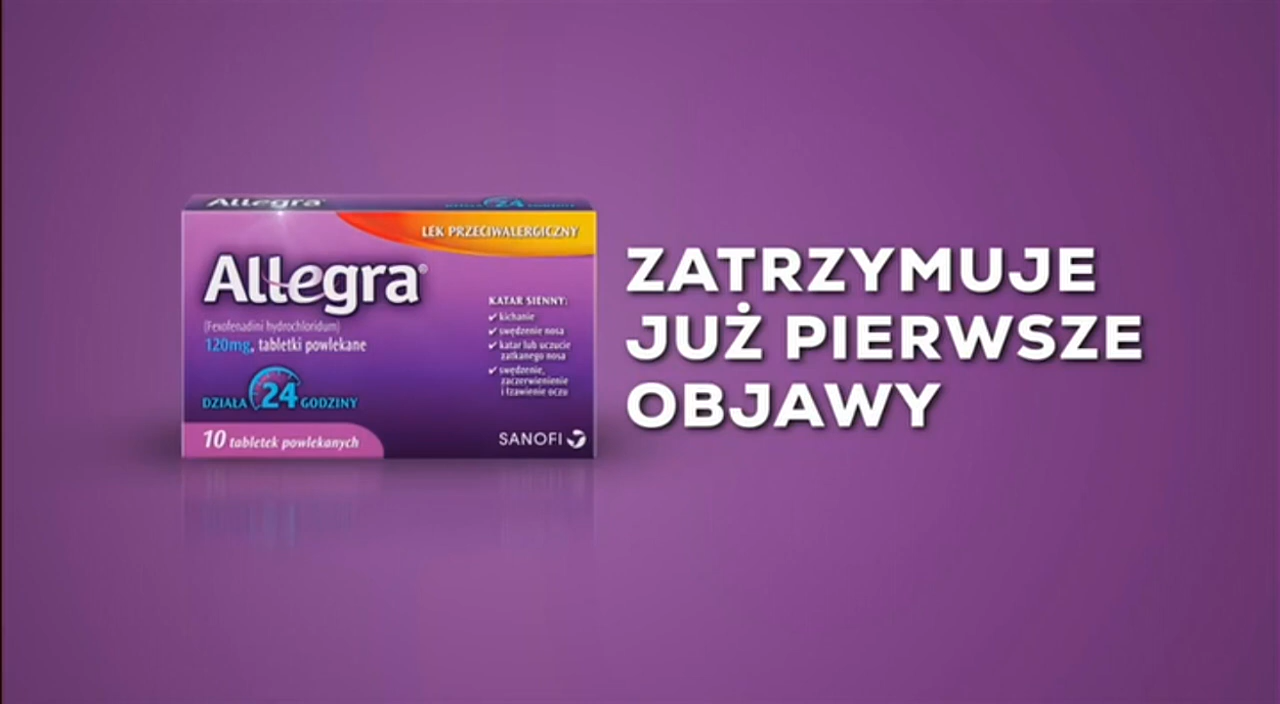 Allegra
LEK PRZECIWALERGICZNY
Allegra®
(Fexofenadini hydrochloridum)
120mg, tabletki powlekane
DZIAŁA 24 GODZINY
10 tabletek powlekanych
KATAR SIENNY:
✓ kichanie
✓ swędzenie nosa
✓ katar lub uczucie
zatkanego nosa
✓ swędzenie,
zaczerwienienie
i łzawienie oczu
SANOFI
ZATRZYMUJE
JUŻ PIERWSZE
OBJAWY